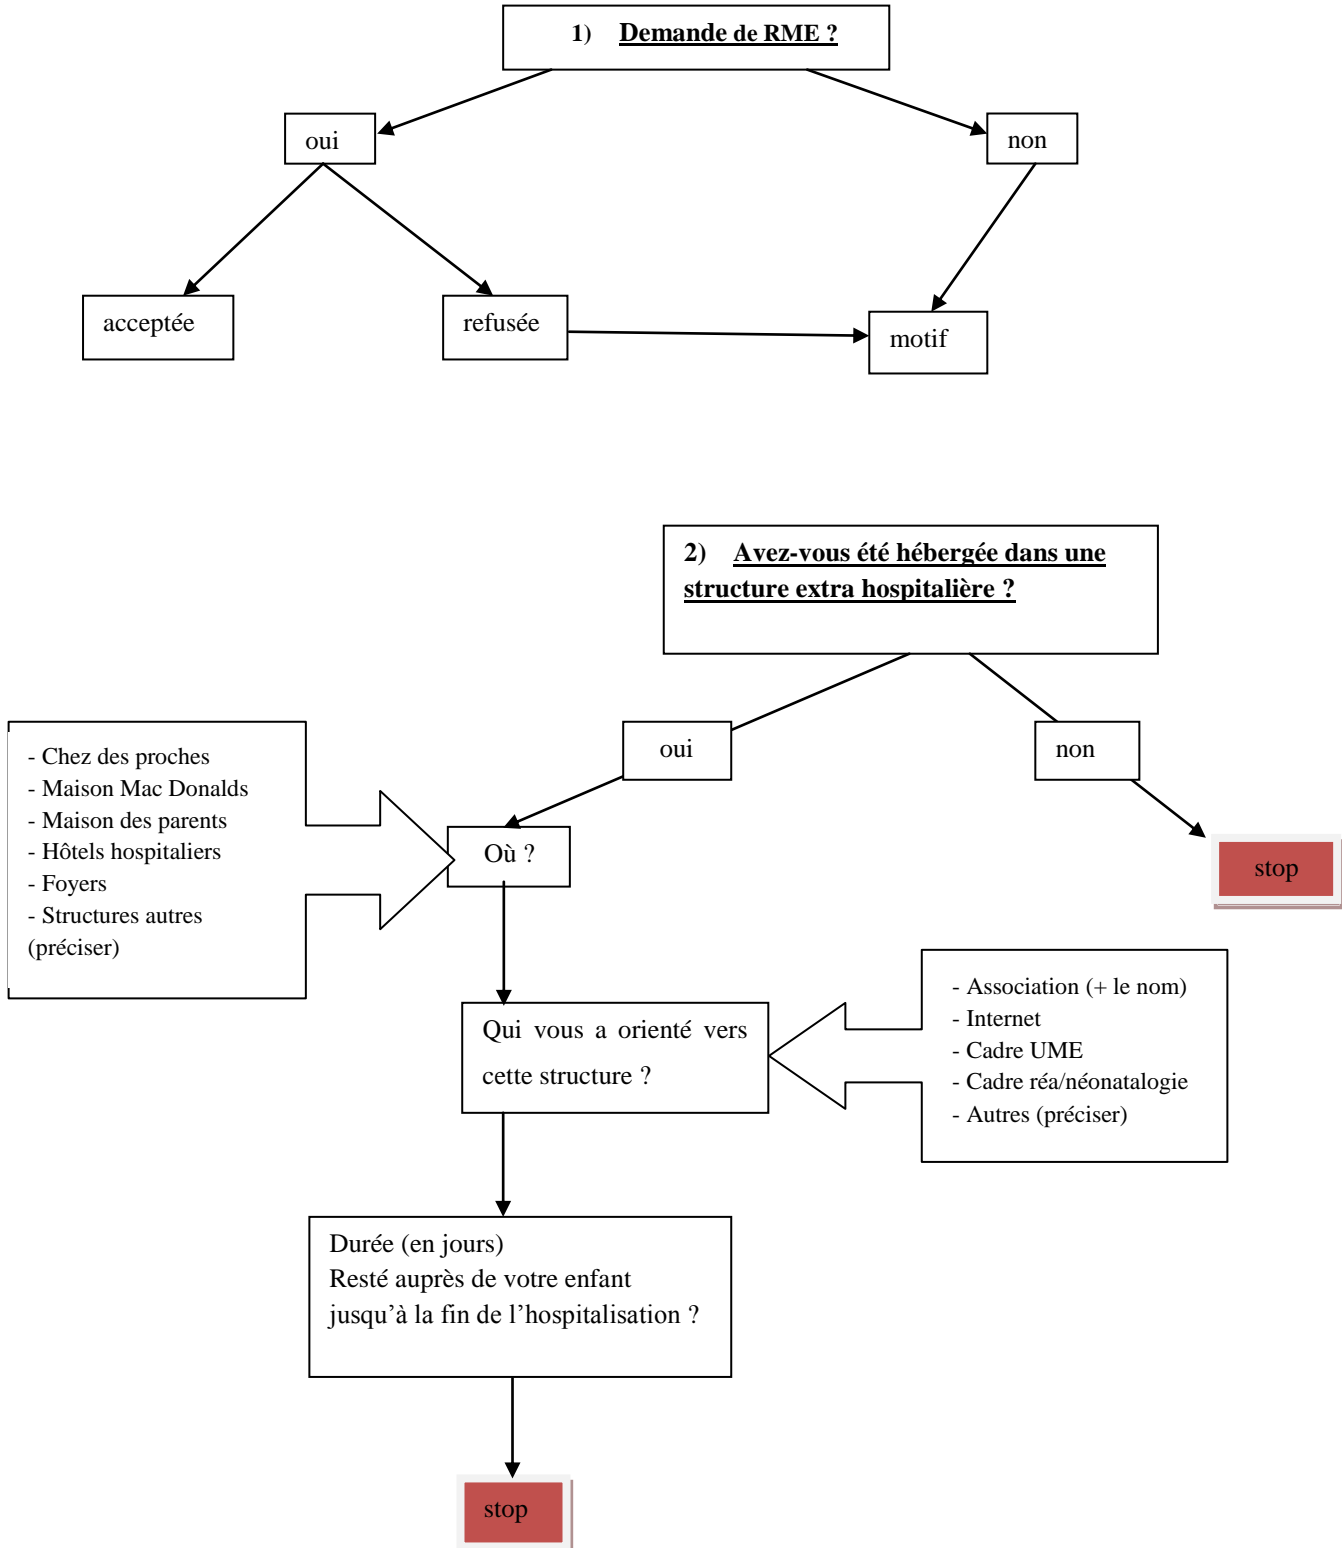 1) Demande de RME ?
oui
non
acceptée
refusée
motif
2) Avez-vous été hébergée dans une
structure extra hospitalière ?
oui
non
- Chez des proches
- Maison Mac Donalds
- Maison des parents
- Hôtels hospitaliers
- Foyers
- Structures autres
(préciser)
Où ?
stop
Qui vous a orienté vers
cette structure ?
- Association (+ le nom)
- Internet
- Cadre UME
- Cadre réa/néonatalogie
- Autres (préciser)
Durée (en jours)
Resté auprès de votre enfant
jusqu’à la fin de l’hospitalisation ?
stop